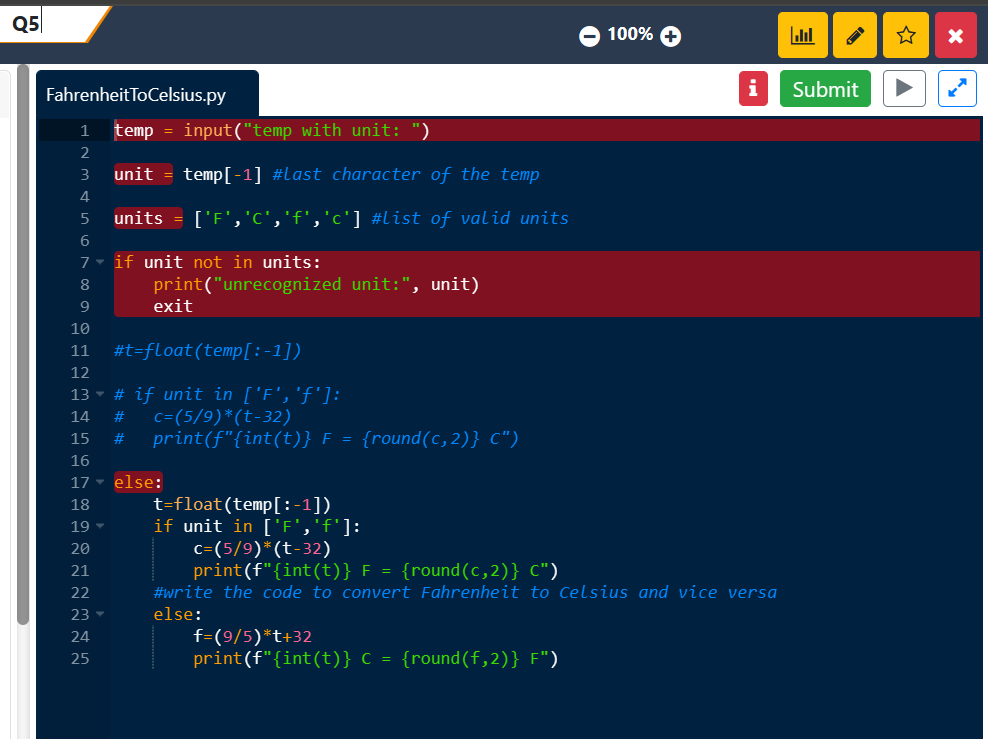 Q5
100%
FahrenheitToCelsius.py
Submit
1 temp = input("temp with unit: ")
2
3 unit = temp[-1] #last character of the temp
4
5 units = ['F','C','f','c'] #list of valid units
6
7 if unit not in units:
8     print("unrecognized unit:", unit)
9     exit
10
11 #t=float(temp[:-1])
12
13 # if unit in ['F','f']:
14 #   c=(5/9)*(t-32)
15 #   print(f"{int(t)} F = {round(c,2)} C")
16
17 else:
18     t=float(temp[:-1])
19     if unit in ['F','f']:
20         c=(5/9)*(t-32)
21         print(f"{int(t)} F = {round(c,2)} C")
22     #write the code to convert Fahrenheit to Celsius and vice versa
23     else:
24         f=(9/5)*t+32
25         print(f"{int(t)} C = {round(f,2)} F")